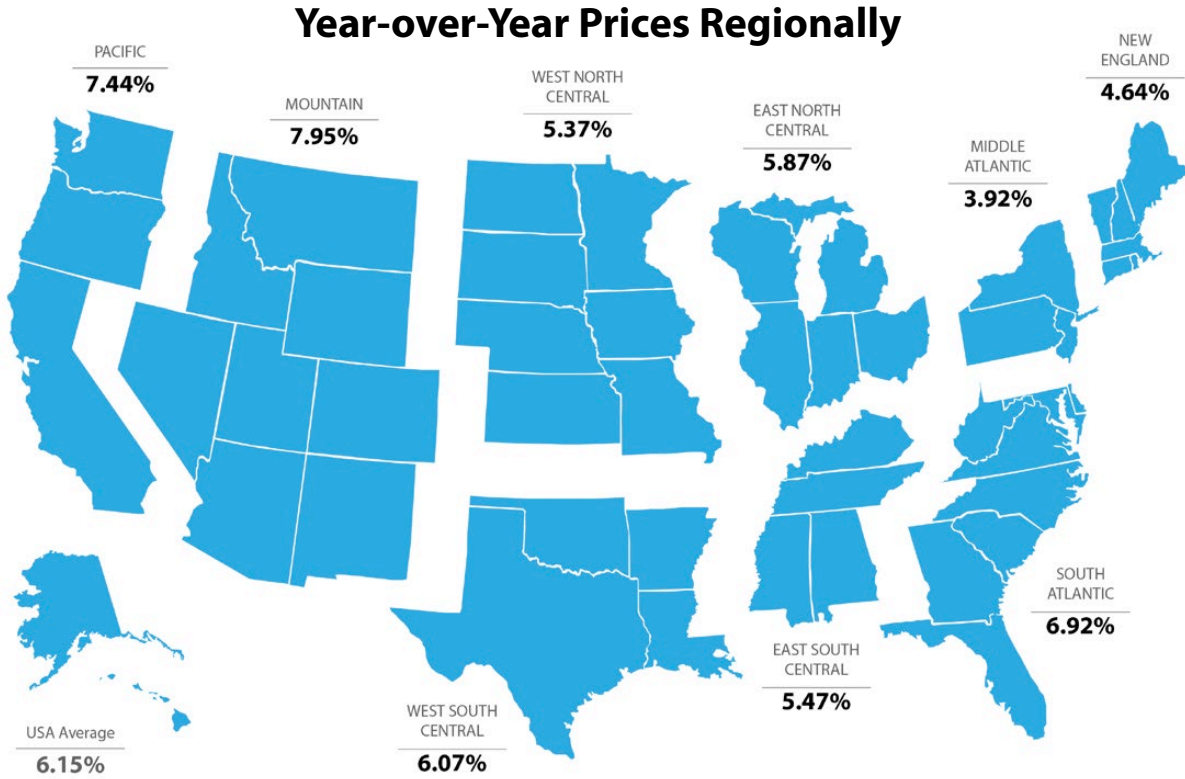 Year-over-Year Prices Regionally
PACIFIC
7.44%
MOUNTAIN
7.95%
WEST NORTH
CENTRAL
5.37%
EAST NORTH
CENTRAL
5.87%
MIDDLE
ATLANTIC
3.92%
NEW
ENGLAND
4.64%
SOUTH
ATLANTIC
6.92%
EAST SOUTH
CENTRAL
5.47%
WEST SOUTH
CENTRAL
6.07%
USA Average
6.15%